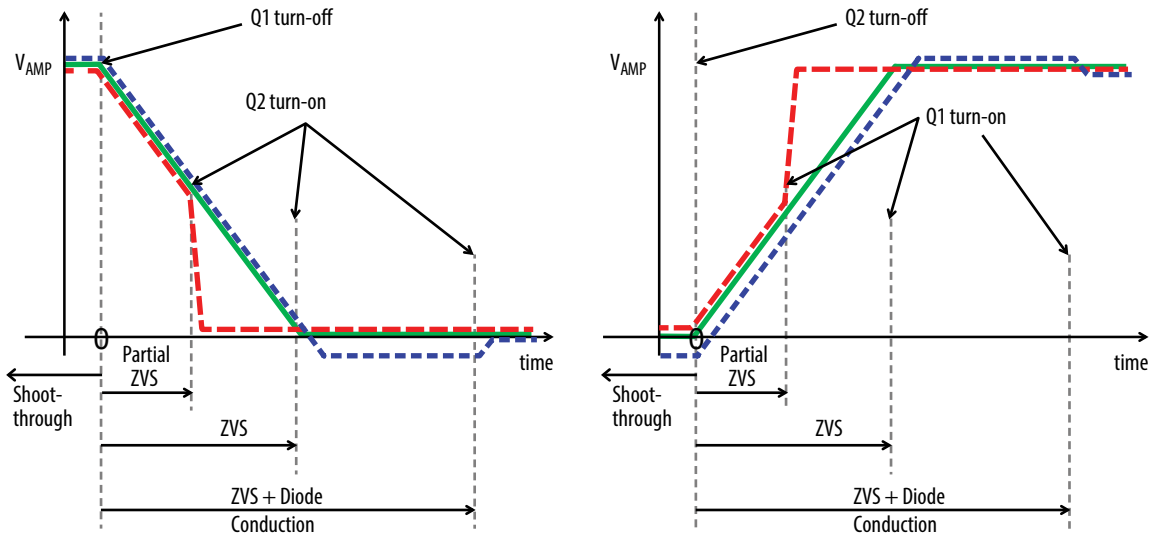 Q1 turn-off
V_AMP
Q2 turn-on
0
time
Partial
ZVS
Shoot-
through
ZVS
ZVS + Diode
Conduction
Q2 turn-off
V_AMP
Q1 turn-on
0
time
Partial
ZVS
Shoot-
through
ZVS
ZVS + Diode
Conduction